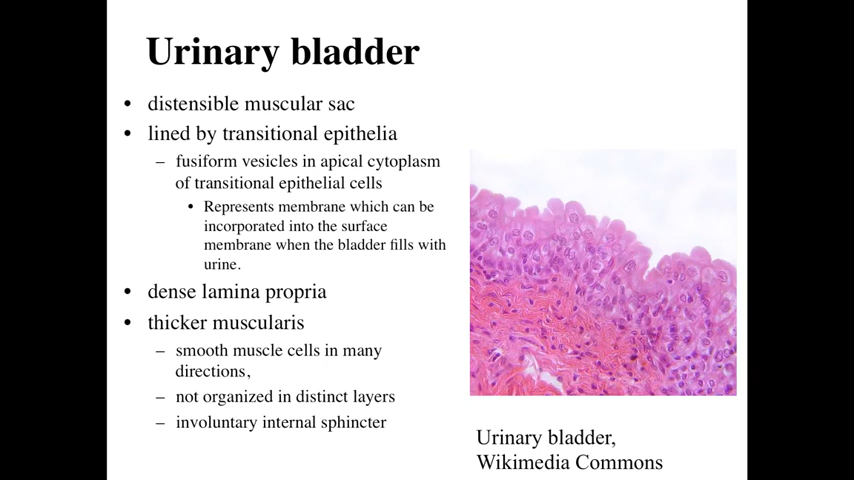 Urinary bladder
• distensible muscular sac
• lined by transitional epithelia
– fusiform vesicles in apical cytoplasm
of transitional epithelial cells
• Represents membrane which can be
incorporated into the surface
membrane when the bladder fills with
urine.
• dense lamina propria
• thicker muscularis
– smooth muscle cells in many
directions,
– not organized in distinct layers
– involuntary internal sphincter
Urinary bladder,
Wikimedia Commons